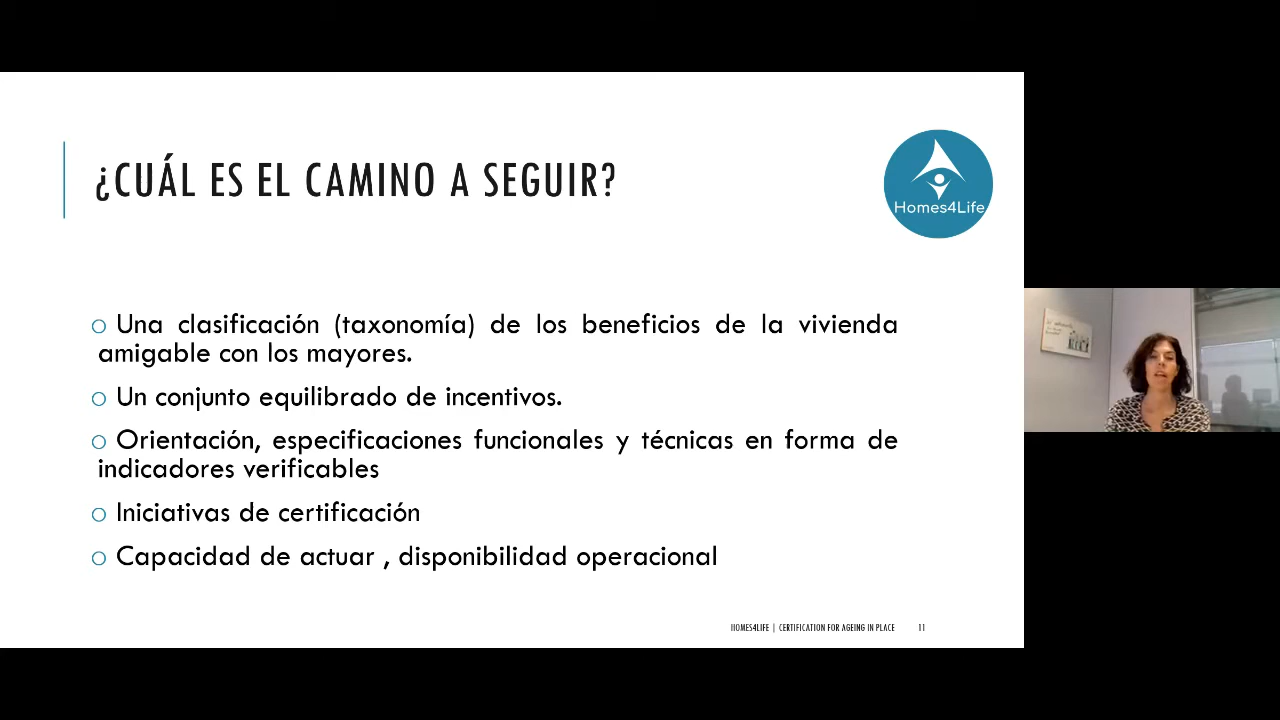 ¿CUÁL ES EL CAMINO A SEGUIR?
Homes4Life
o Una clasificación (taxonomía) de los beneficios de la vivienda
amigable con los mayores.
o Un conjunto equilibrado de incentivos.
o Orientación, especificaciones funcionales y técnicas en forma de
indicadores verificables
o Iniciativas de certificación
o Capacidad de actuar , disponibilidad operacional
HOMES4LIFE | CERTIFICATION FOR AGEING IN PLACE 11